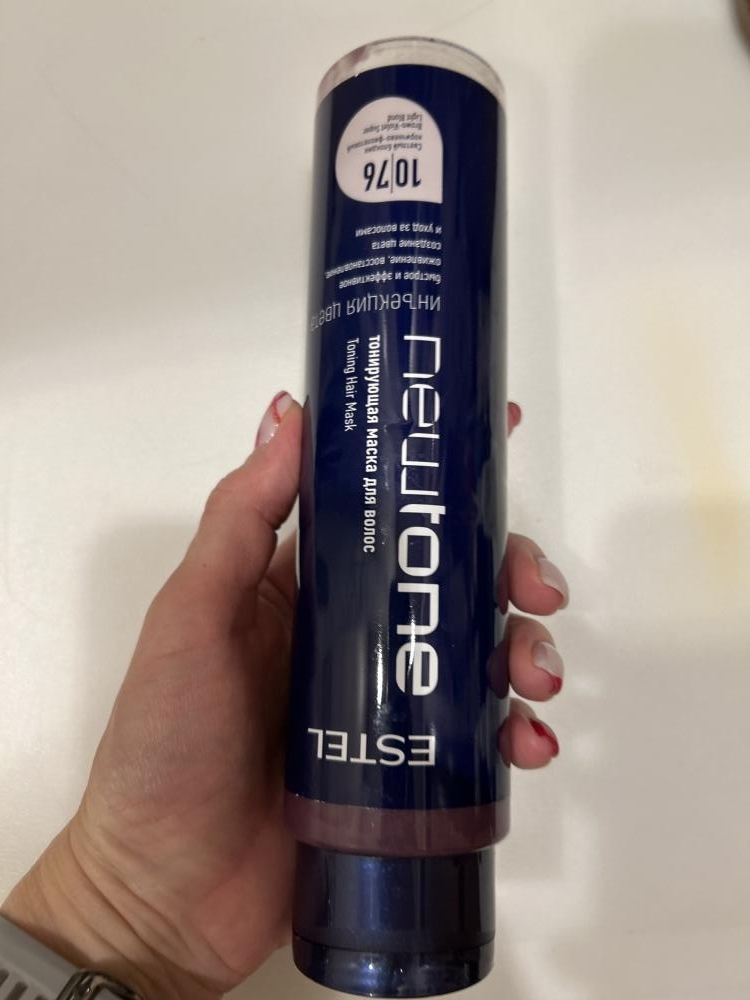 ESTEL
newtone
тонирующая маска для волос
Toning Hair Mask
инъекция цвета
быстрое и эффективное
оживление, восстановление,
создание цвета
и уход за волосами
10|76
Светлый блондин
коричнево-фиолетовый
Brown-Violet Super
Light Blond